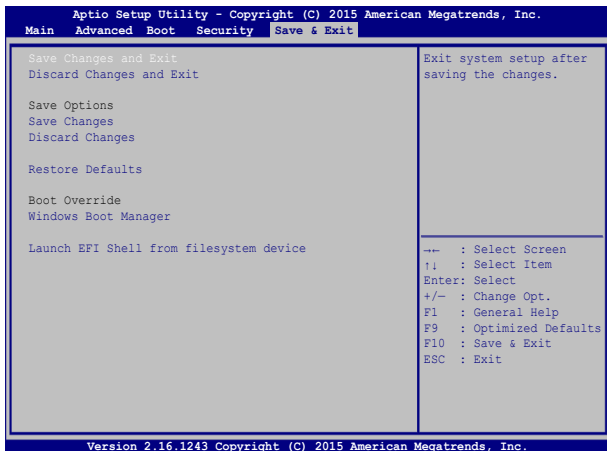 Aptio Setup Utility - Copyright (C) 2015 American Megatrends, Inc.
Main Advanced Boot Security Save & Exit
Save Changes and Exit
Discard Changes and Exit
Save Options
Save Changes
Discard Changes
Restore Defaults
Boot Override
Windows Boot Manager
Launch EFI Shell from filesystem device
Exit system setup after
saving the changes.
→← : Select Screen
↑↓ : Select Item
Enter: Select
+/— : Change Opt.
F1 : General Help
F9 : Optimized Defaults
F10 : Save & Exit
ESC : Exit
Version 2.16.1243 Copyright (C) 2015 American Megatrends, Inc.